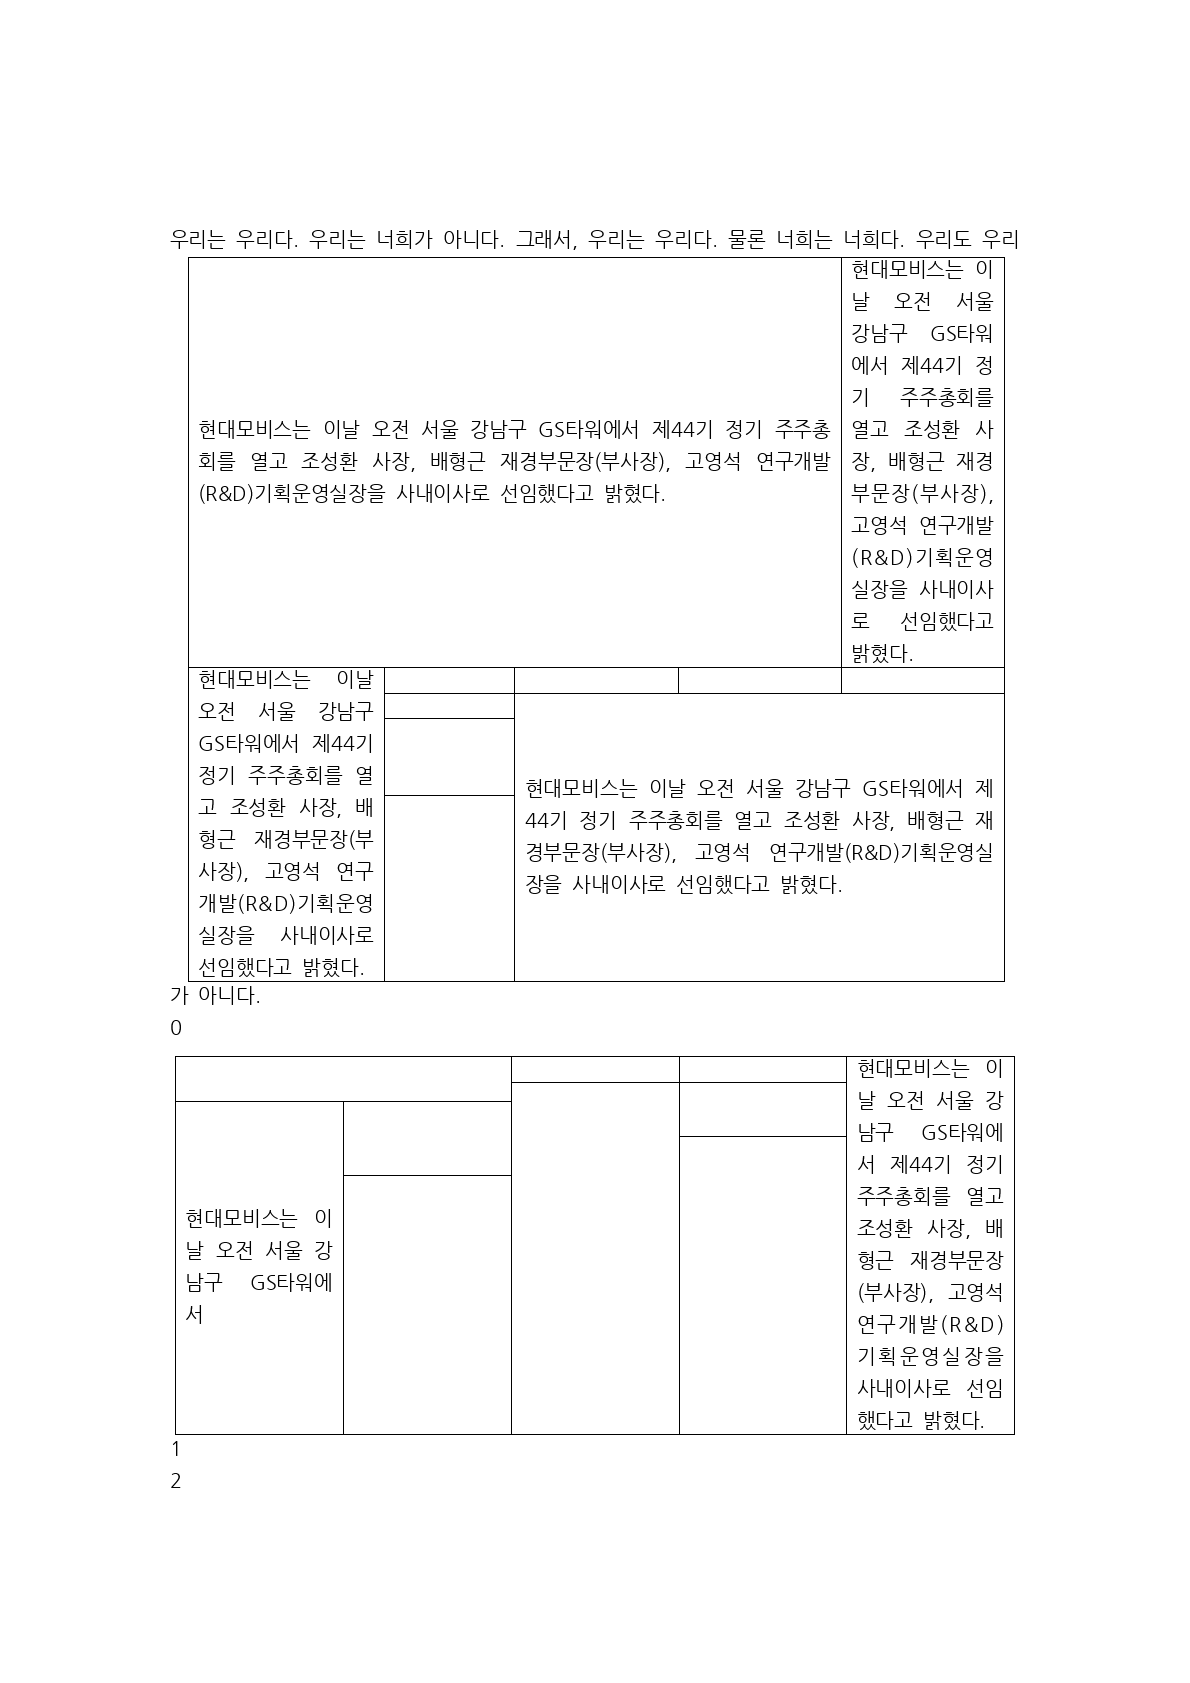 우리는 우리다. 우리는 너희가 아니다. 그래서, 우리는 우리다. 물론 너희는 너희다. 우리도 우리
현대모비스는 이날 오전 서울 강남구 GS타워에서 제44기 정기 주주총
회를 열고 조성환 사장, 배형근 재경부문장(부사장), 고영석 연구개발
(R&D)기획운영실장을 사내이사로 선임했다고 밝혔다.
현대모비스는 이
날 오전 서울
강남구 GS타워
에서 제44기 정
기 주주총회를
열고 조성환 사
장, 배형근 재경
부문장(부사장),
고영석 연구개발
(R&D)기획운영
실장을 사내이사
로 선임했다고
밝혔다.
현대모비스는 이날
오전 서울 강남구
GS타워에서 제44기
정기 주주총회를 열
고 조성환 사장, 배
형근 재경부문장(부
사장), 고영석 연구
개발(R&D)기획운영
실장을 사내이사로
선임했다고 밝혔다.
현대모비스는 이날 오전 서울 강남구 GS타워에서 제
44기 정기 주주총회를 열고 조성환 사장, 배형근 재
경부문장(부사장), 고영석 연구개발(R&D)기획운영실
장을 사내이사로 선임했다고 밝혔다.
가 아니다.
0
현대모비스는 이
날 오전 서울 강
남구 GS타워에
서
현대모비스는 이
날 오전 서울 강
남구 GS타워에
서 제44기 정기
주주총회를 열고
조성환 사장, 배
형근 재경부문장
(부사장), 고영석
연구개발(R&D)
기획운영실장을
사내이사로 선임
했다고 밝혔다.
1
2